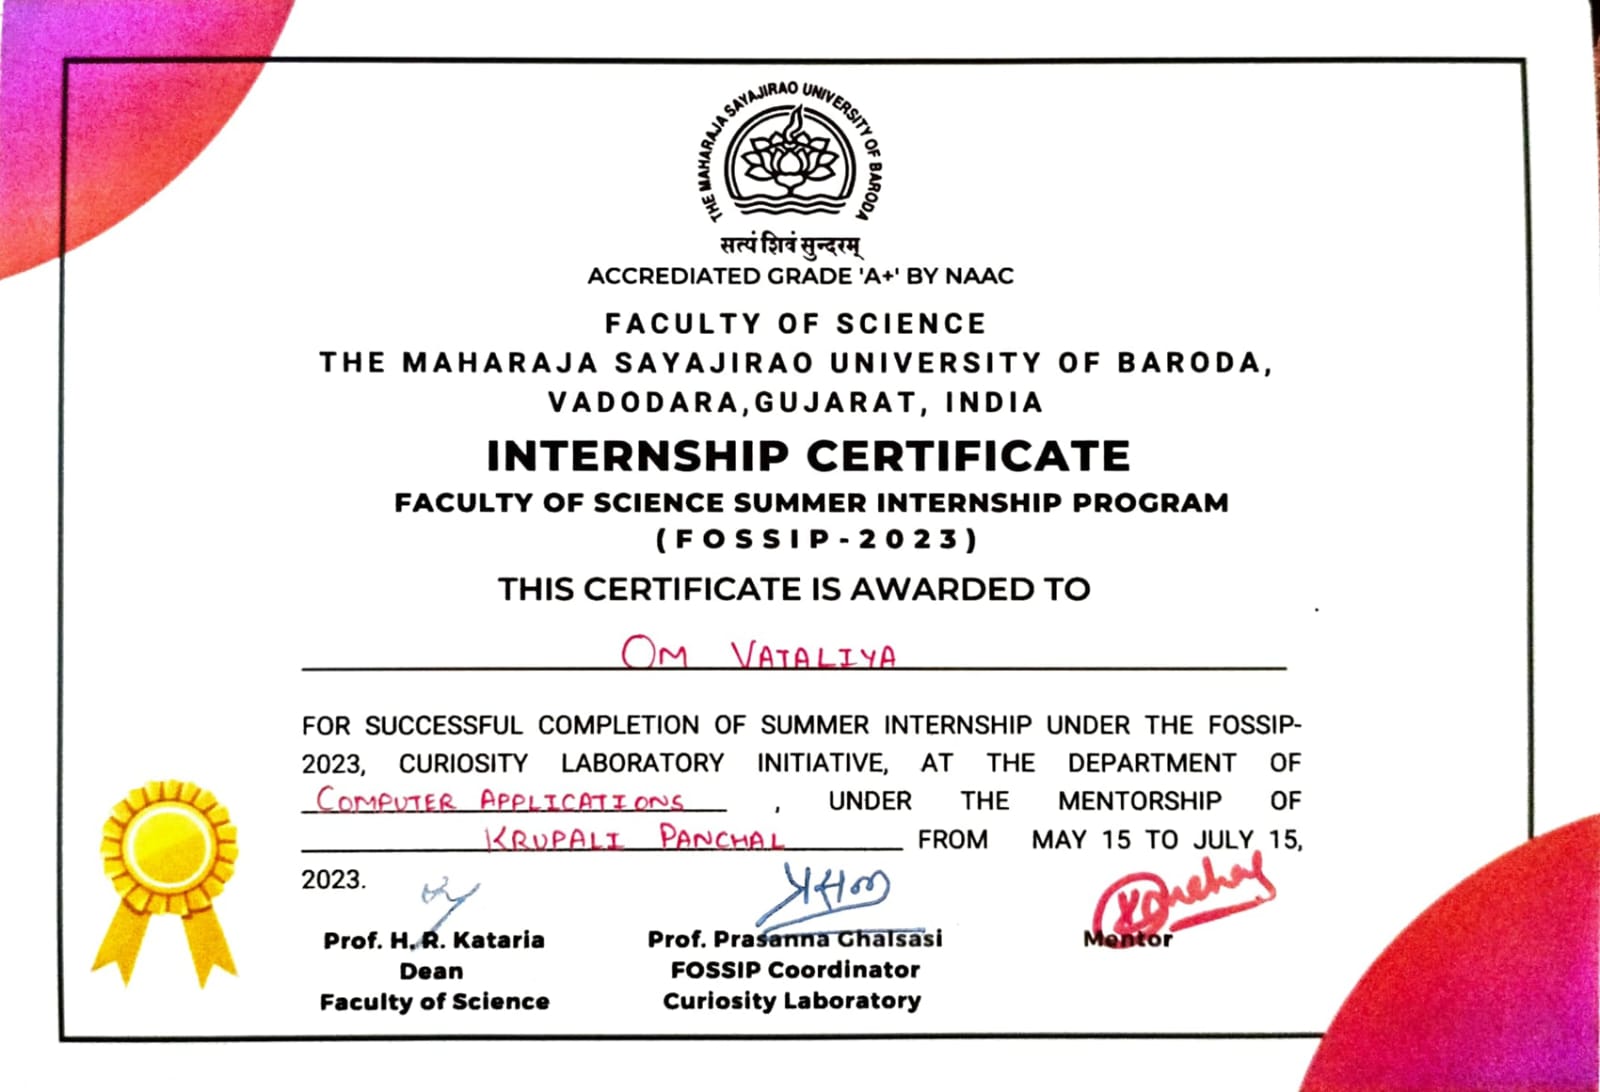 THE MAHARAJA SAYAJIRAO UNIVERSITY OF BARODA
सत्यं शिवं सुन्दरम्
ACCREDIATED GRADE 'A+' BY NAAC
FACULTY OF SCIENCE
THE MAHARAJA SAYAJIRAO UNIVERSITY OF BARODA,
VADODARA,GUJARAT, INDIA
INTERNSHIP CERTIFICATE
FACULTY OF SCIENCE SUMMER INTERNSHIP PROGRAM
(FOSSIP-2023)
THIS CERTIFICATE IS AWARDED TO
OM VATALIYA
FOR SUCCESSFUL COMPLETION OF SUMMER INTERNSHIP UNDER THE FOSSIP-
2023, CURIOSITY LABORATORY INITIATIVE, AT THE DEPARTMENT OF
COMPUTER APPLICATIONS , UNDER THE MENTORSHIP OF
KRUPALI PANCHAL FROM MAY 15 TO JULY 15,
2023.
Prof. H. R. Kataria
Dean
Faculty of Science
Prof. Prasanna Ghalsasi
FOSSIP Coordinator
Curiosity Laboratory
Mentor